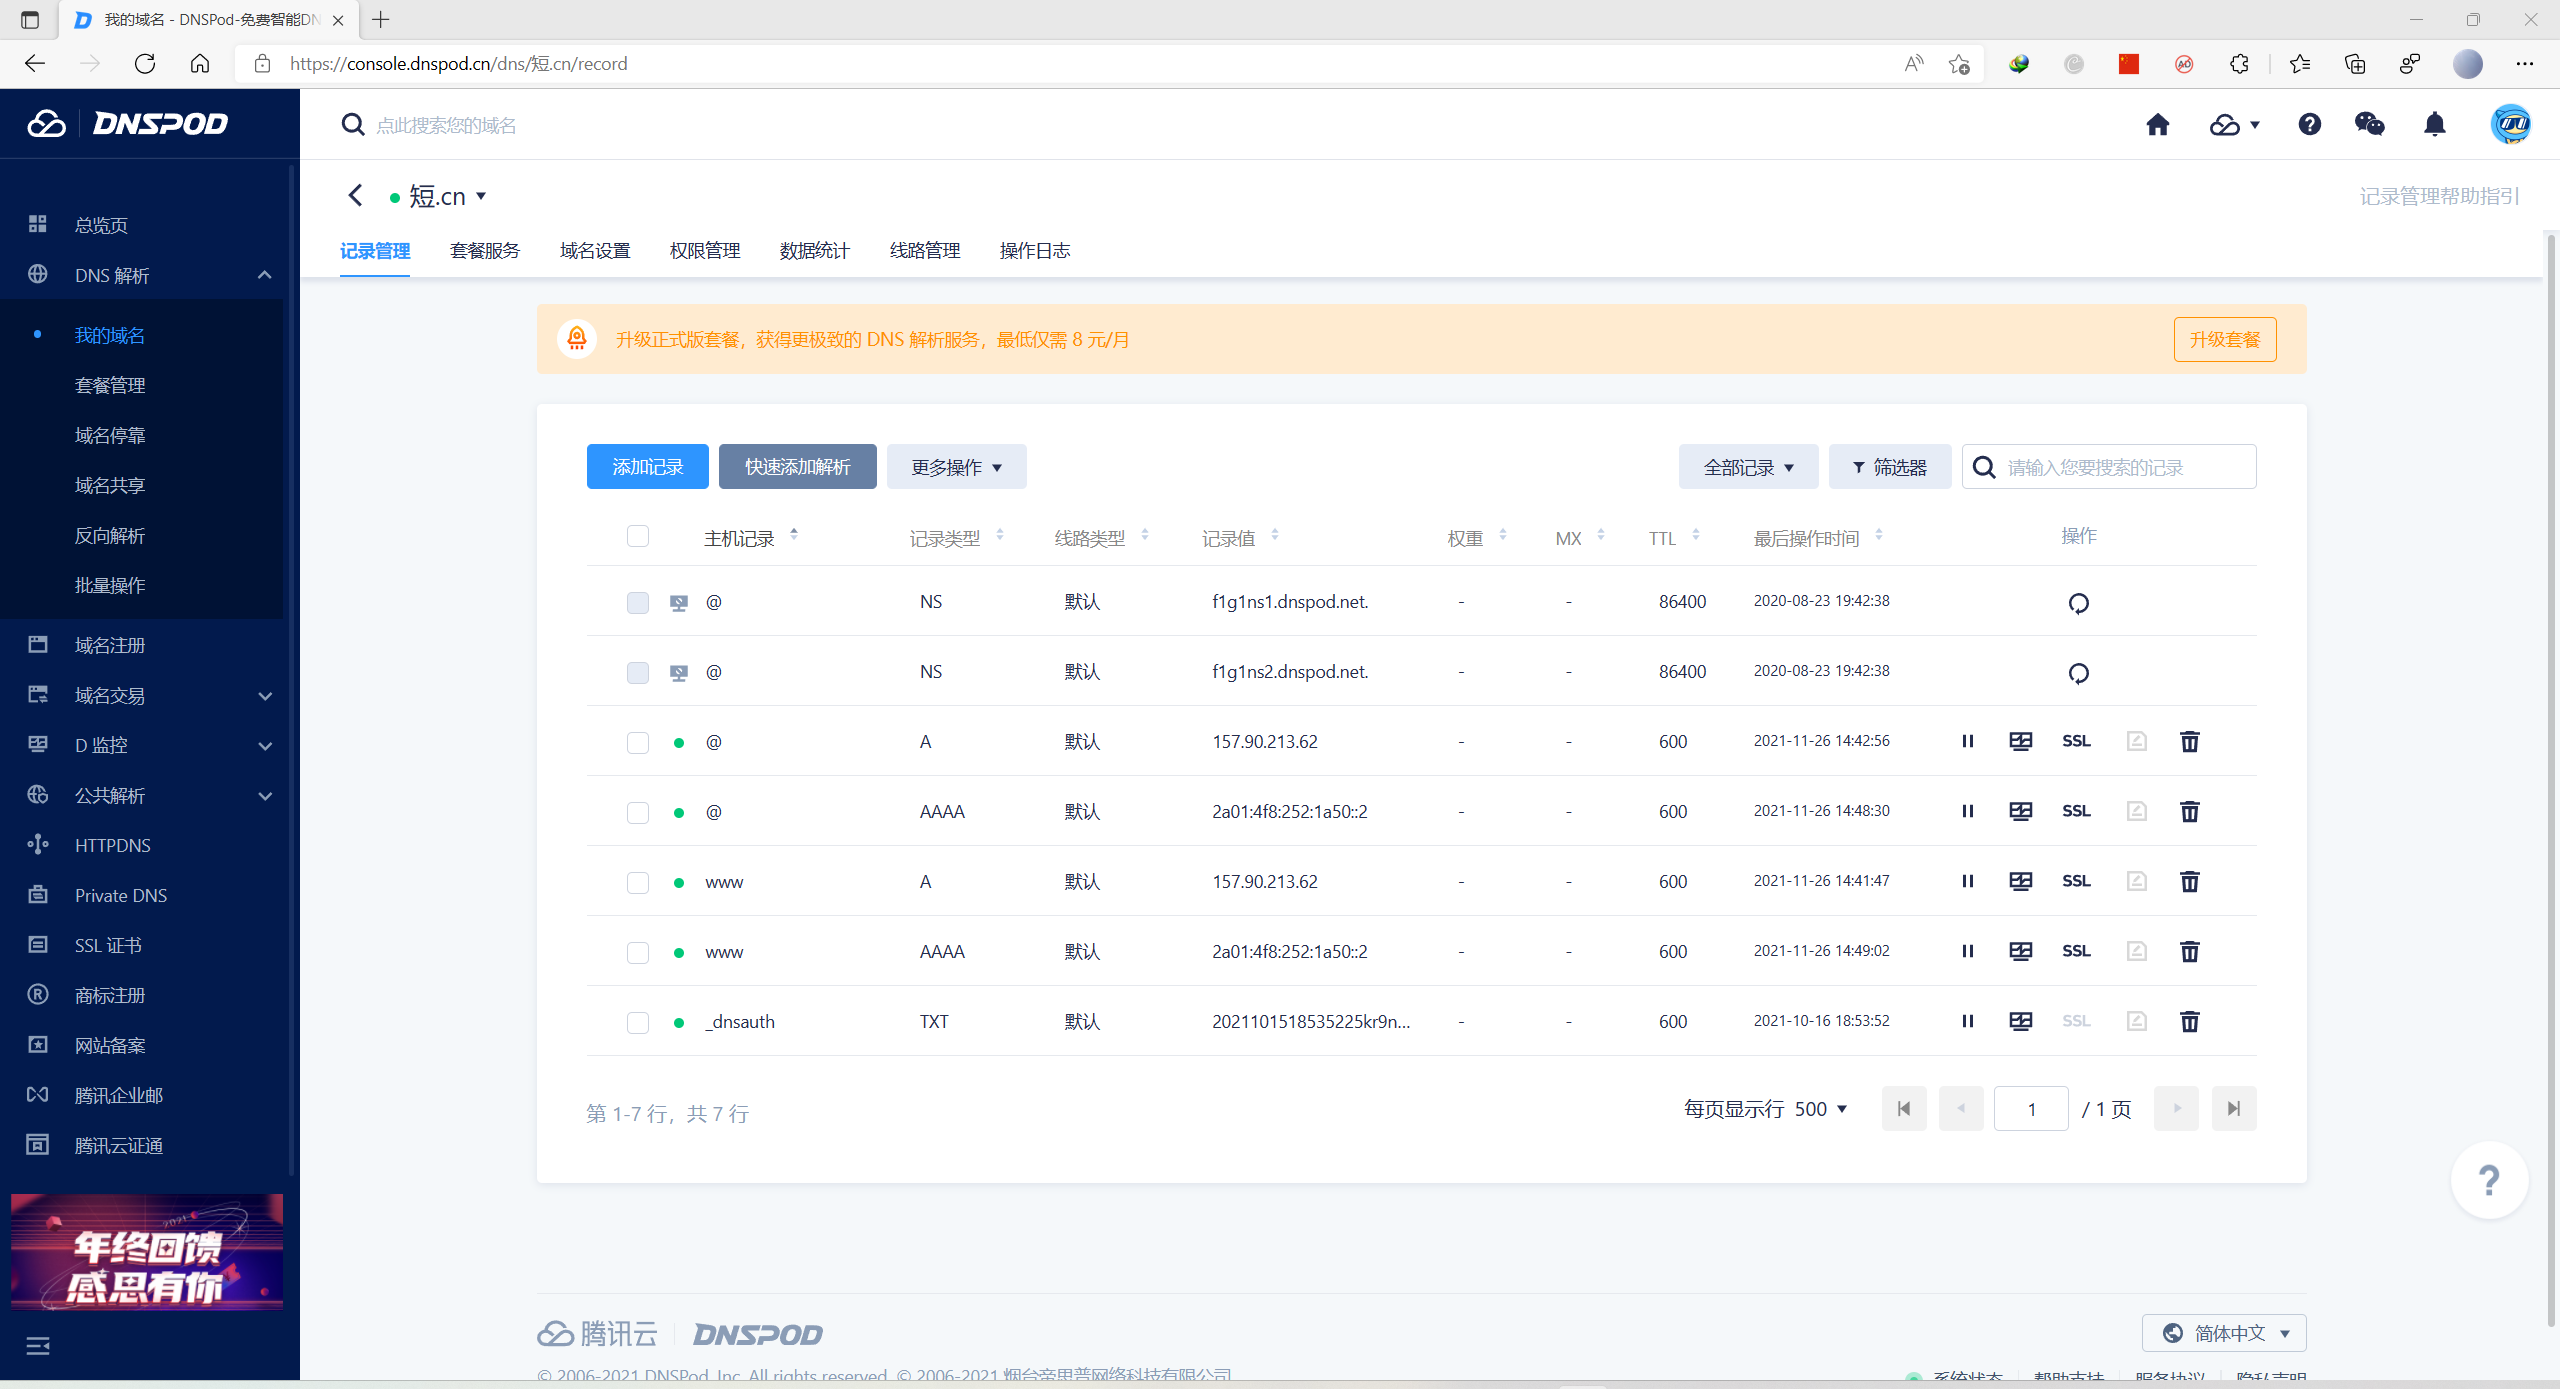 我的域名 - DNSPod-免费智能DN
https://console.dnspod.cn/dns/短.cn/record
DNSPOD
点此搜索您的域名
短.cn
记录管理帮助指引
记录管理 套餐服务 域名设置 权限管理 数据统计 线路管理 操作日志
总览页
DNS 解析
我的域名
套餐管理
域名停靠
域名共享
反向解析
批量操作
域名注册
域名交易
D 监控
公共解析
HTTPDNS
Private DNS
SSL 证书
商标注册
网站备案
腾讯企业邮
腾讯云证通
2021
年终回馈
感恩有你
升级正式版套餐，获得更极致的 DNS 解析服务，最低仅需 8 元/月 升级套餐
添加记录 快速添加解析 更多操作 全部记录 筛选器 请输入您要搜索的记录
主机记录 记录类型 线路类型 记录值 权重 MX TTL 最后操作时间 操作
@ NS 默认 f1g1ns1.dnspod.net. - - 86400 2020-08-23 19:42:38
@ NS 默认 f1g1ns2.dnspod.net. - - 86400 2020-08-23 19:42:38
@ A 默认 157.90.213.62 - - 600 2021-11-26 14:42:56 SSL
@ AAAA 默认 2a01:4f8:252:1a50::2 - - 600 2021-11-26 14:48:30 SSL
www A 默认 157.90.213.62 - - 600 2021-11-26 14:41:47 SSL
www AAAA 默认 2a01:4f8:252:1a50::2 - - 600 2021-11-26 14:49:02 SSL
_dnsauth TXT 默认 2021101518535225kr9n... - - 600 2021-10-16 18:53:52 SSL
第 1-7 行，共 7 行 每页显示行 500 1 / 1 页
?
腾讯云 DNSPOD 简体中文
© 2006-2021 DNSPod, Inc. All rights reserved. © 2006-2021 烟台帝思普网络科技有限公司 系统状态 帮助支持 服务协议 隐私声明